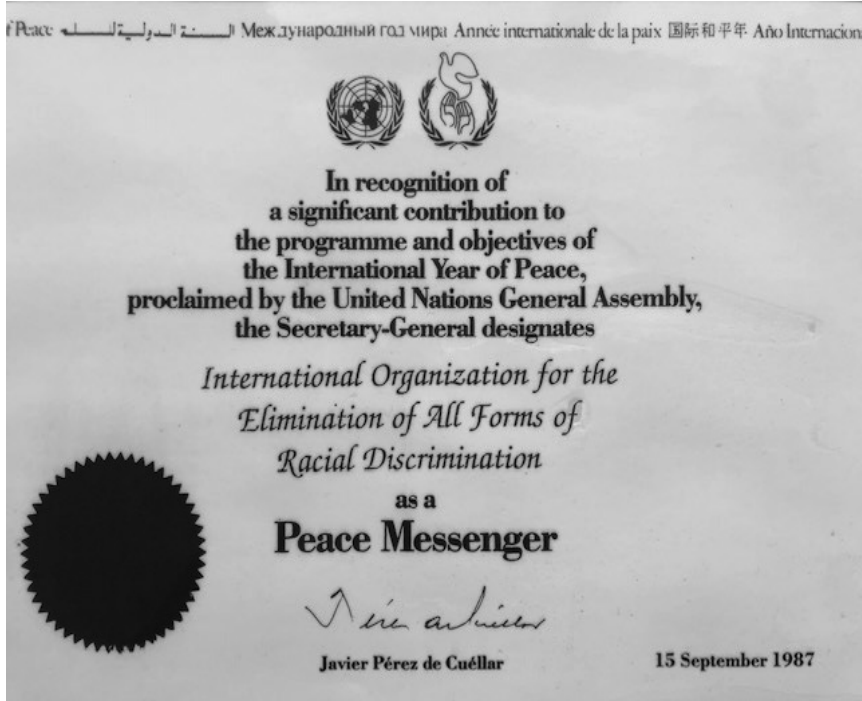 f Peace السنة الدولية للسلم Международный год мира Année internationale de la paix 国际和平年 Año Internacion
In recognition of
a significant contribution to
the programme and objectives of
the International Year of Peace,
proclaimed by the United Nations General Assembly,
the Secretary-General designates
International Organization for the
Elimination of All Forms of
Racial Discrimination
as a
Peace Messenger
Javier Pérez de Cuéllar
15 September 1987